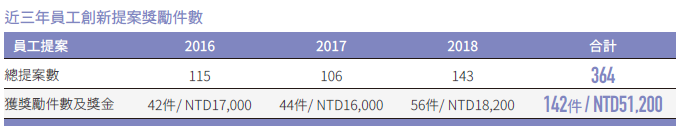 近三年員工創新提案獎勵件數
員工提案 2016 2017 2018 合計
總提案數 115 106 143 364
獲獎勵件數及獎金 42件/ NTD17,000 44件/ NTD16,000 56件/ NTD18,200 142件 / NTD51,200